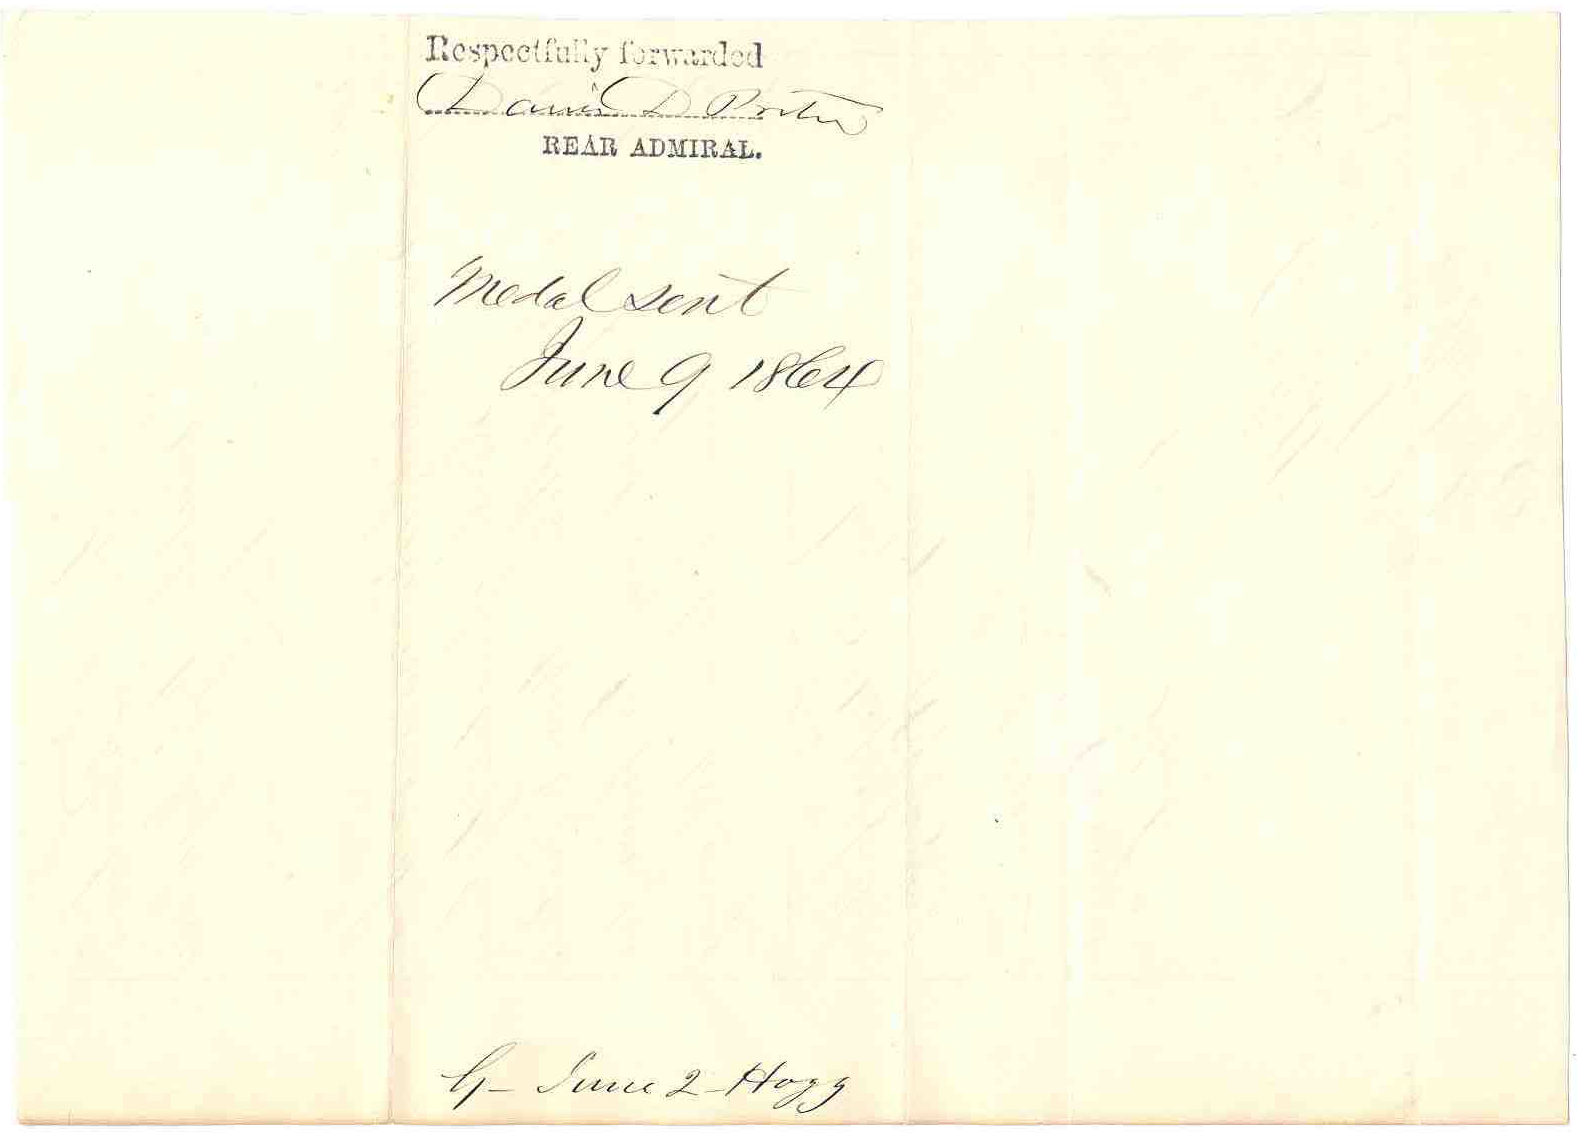 Respectfully forwarded
David D Porter
REAR ADMIRAL.
Medal sent
June 9 1864
June 2 - Hogg